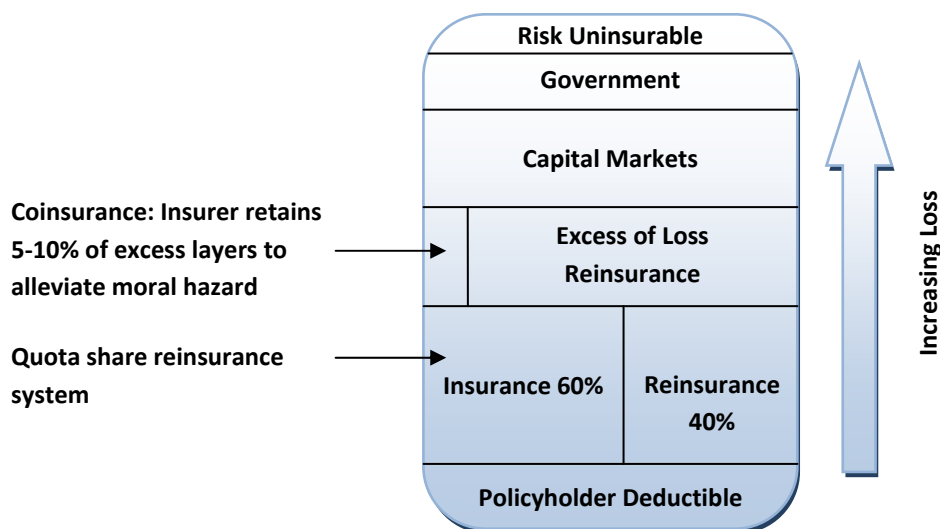 Risk Uninsurable
Government
Capital Markets
Coinsurance: Insurer retains
5-10% of excess layers to
alleviate moral hazard
Excess of Loss
Reinsurance
Quota share reinsurance
system
Insurance 60%
Reinsurance
40%
Policyholder Deductible
Increasing Loss